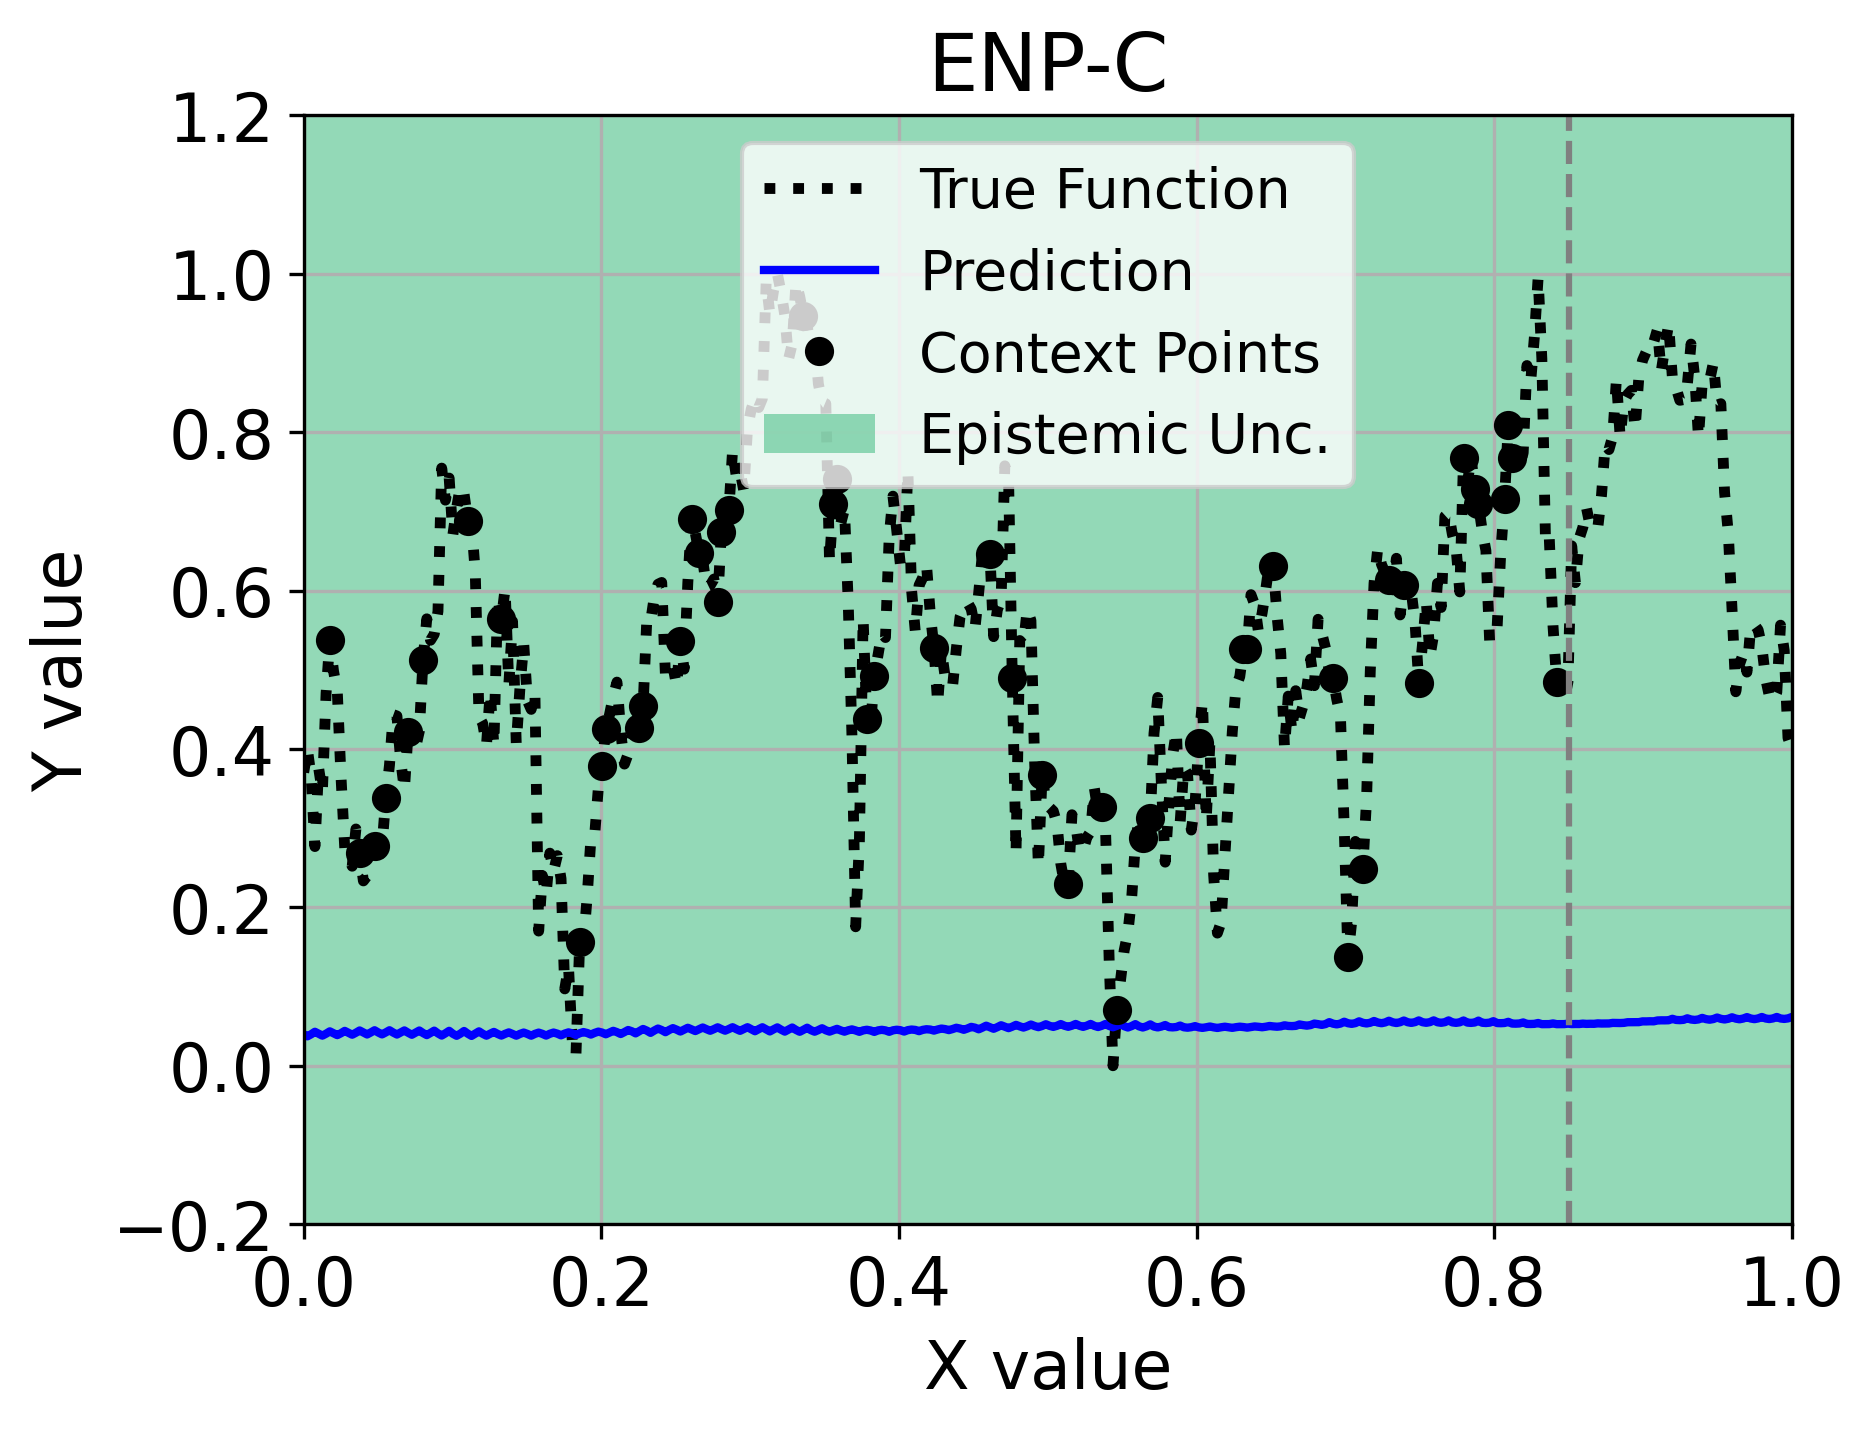 ENP-C
1.2
1.0
0.8
0.6
0.4
0.2
0.0
−0.2
Y value
True Function
Prediction
Context Points
Epistemic Unc.
0.0 0.2 0.4 0.6 0.8 1.0
X value